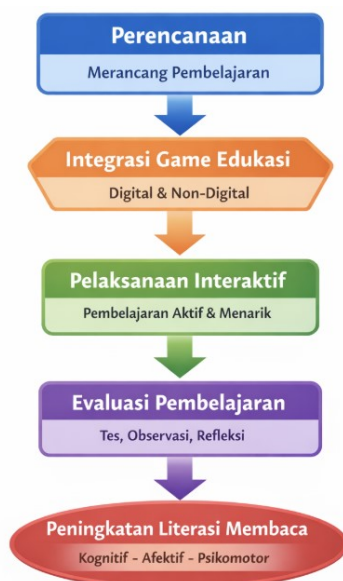 Perencanaan
Merancang Pembelajaran
Integrasi Game Edukasi
Digital & Non-Digital
Pelaksanaan Interaktif
Pembelajaran Aktif & Menarik
Evaluasi Pembelajaran
Tes, Observasi, Refleksi
Peningkatan Literasi Membaca
Kognitif – Afektif – Psikomotor